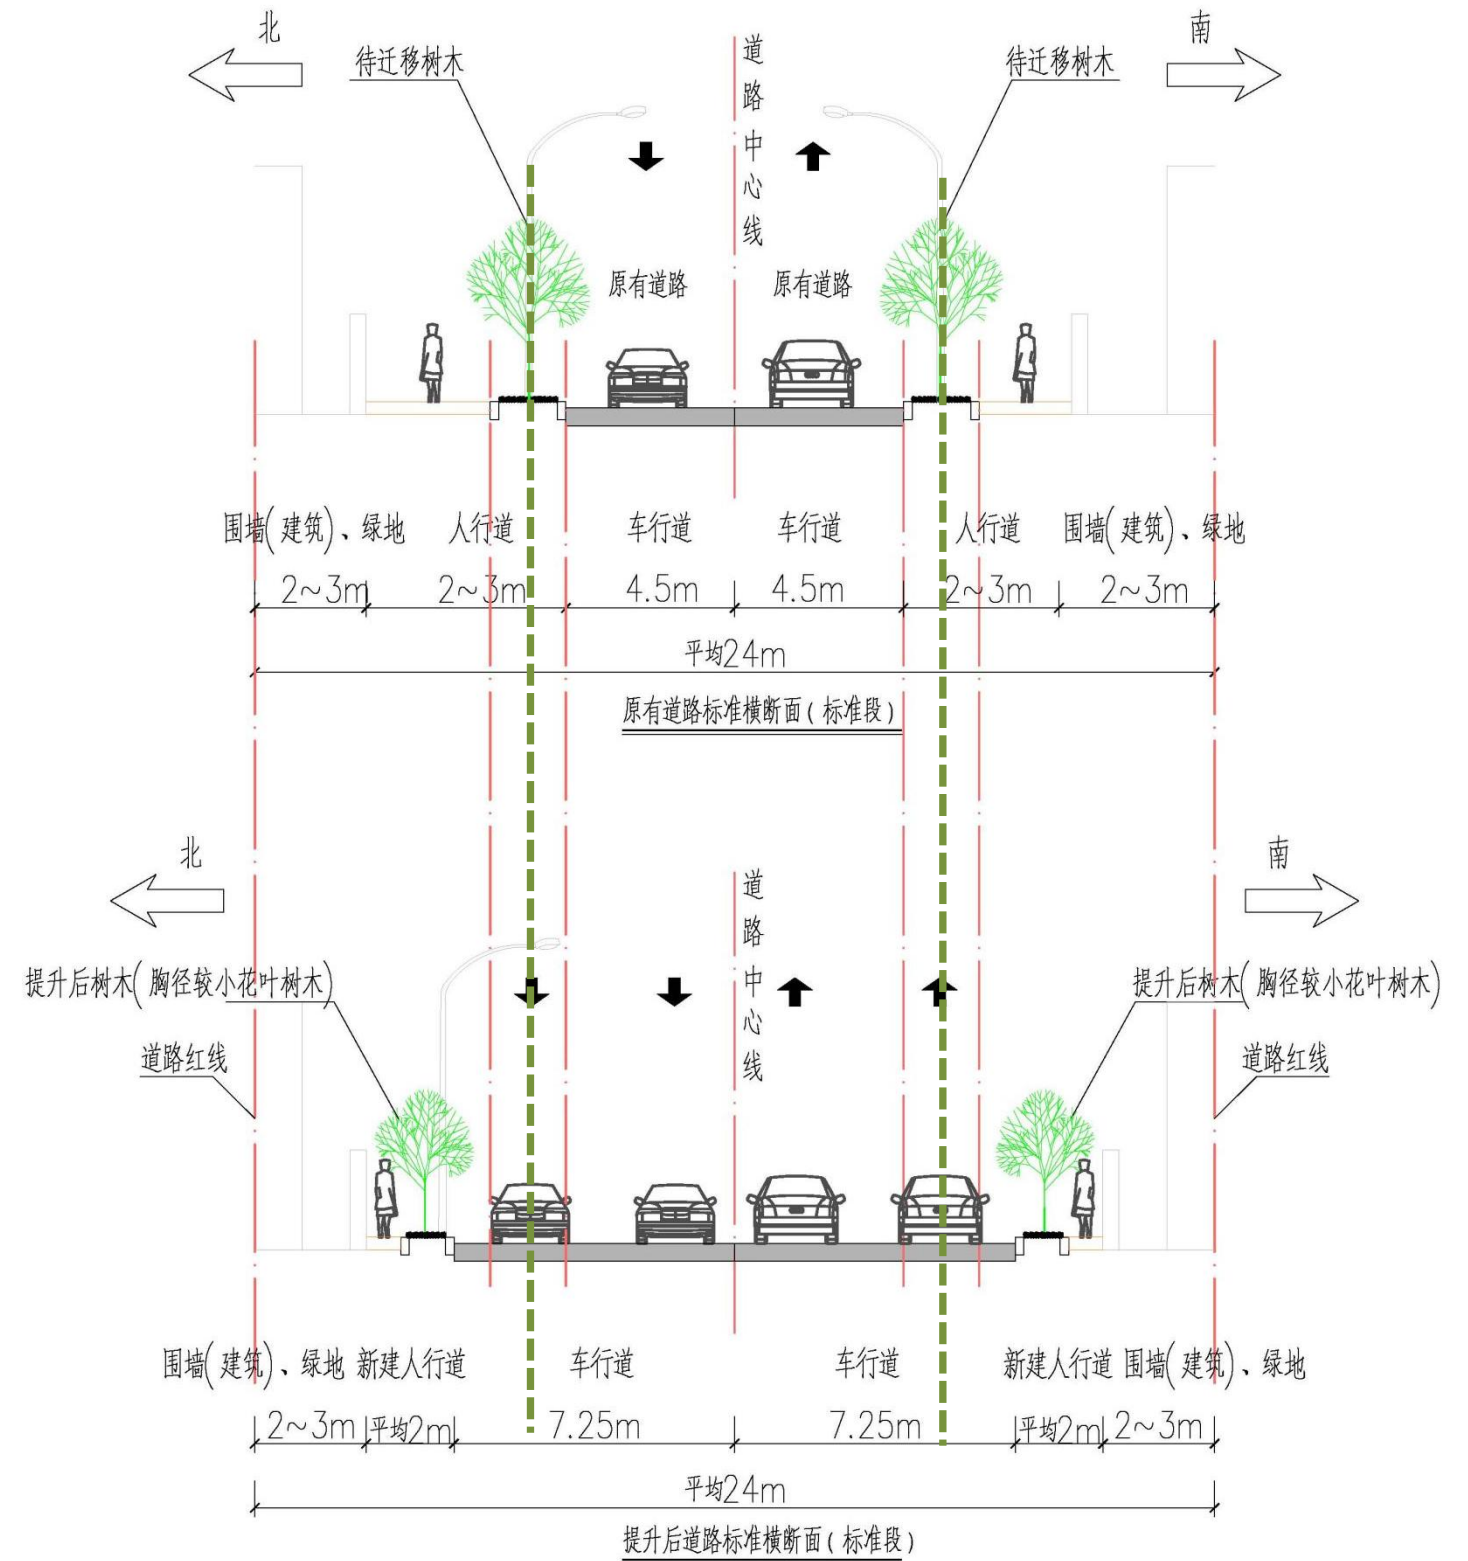 北
南
待迁移树木
待迁移树木
道路中心线
原有道路
原有道路
围墙(建筑)、绿地
人行道
车行道
车行道
人行道
围墙(建筑)、绿地
2~3m
2~3m
4.5m
4.5m
2~3m
2~3m
平均24m
原有道路标准横断面(标准段)
北
南
道路中心线
提升后树木(胸径较小花叶树木)
提升后树木(胸径较小花叶树木)
道路红线
道路红线
围墙(建筑)、绿地
新建人行道
车行道
车行道
新建人行道
围墙(建筑)、绿地
2~3m
平均2m
7.25m
7.25m
平均2m
2~3m
平均24m
提升后道路标准横断面(标准段)